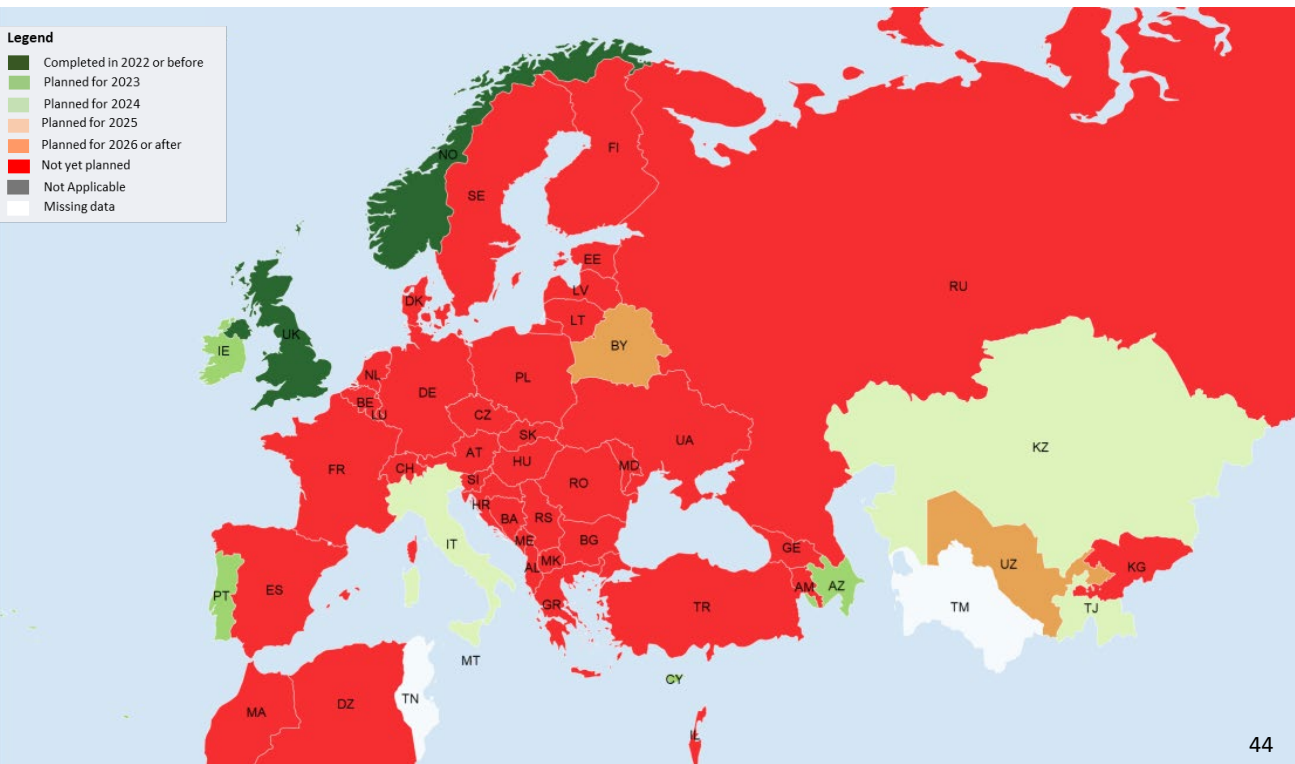 Legend
Completed in 2022 or before
Planned for 2023
Planned for 2024
Planned for 2025
Planned for 2026 or after
Not yet planned
Not Applicable
Missing data
NO
FI
SE
EE
LV
DK
LT
RU
UK
IE
BY
NL
BE
LU
DE
PL
CZ
SK
UA
AT
HU
CH
FR
MD
SI
RO
HR
BA
RS
ME
BG
IT
MK
AL
GR
PT
ES
KZ
GE
AM
AZ
TR
UZ
KG
TM
TJ
MT
CY
TN
DZ
MA
IL
44